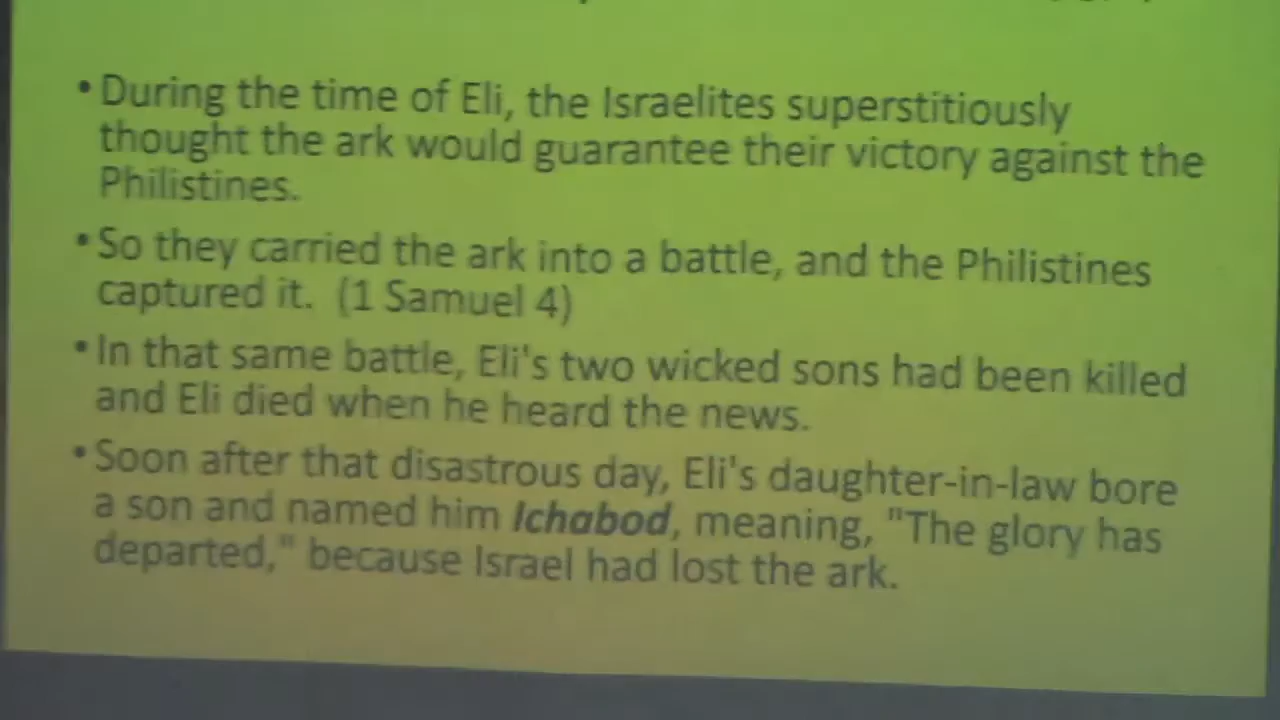 • During the time of Eli, the Israelites superstitiously
thought the ark would guarantee their victory against the
Philistines.
• So they carried the ark into a battle, and the Philistines
captured it.  (1 Samuel 4)
• In that same battle, Eli's two wicked sons had been killed
and Eli died when he heard the news.
• Soon after that disastrous day, Eli's daughter-in-law bore
a son and named him Ichabod, meaning, "The glory has
departed," because Israel had lost the ark.